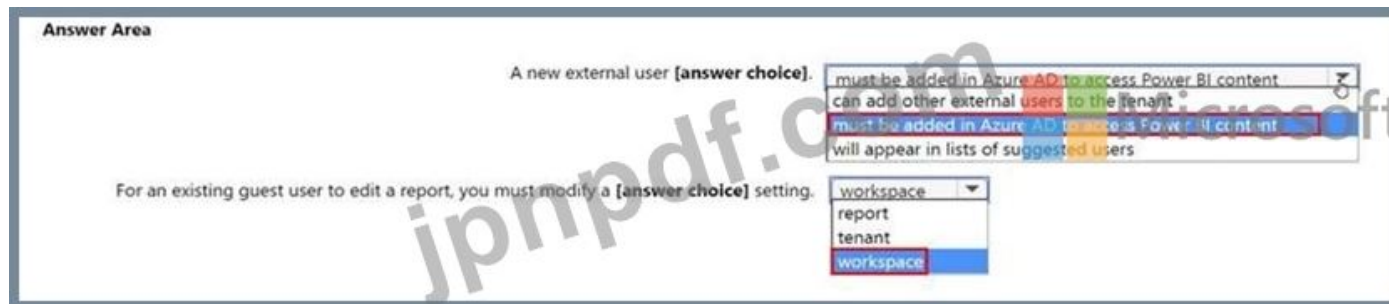 Answer Area
A new external user [answer choice].
must be added in Azure AD to access Power BI content
can add other external users to the tenant
must be added in Azure AD to access Power BI content
will appear in lists of suggested users
For an existing guest user to edit a report, you must modify a [answer choice] setting.
workspace
report
tenant
workspace
jpnpdf.com
Microsoft